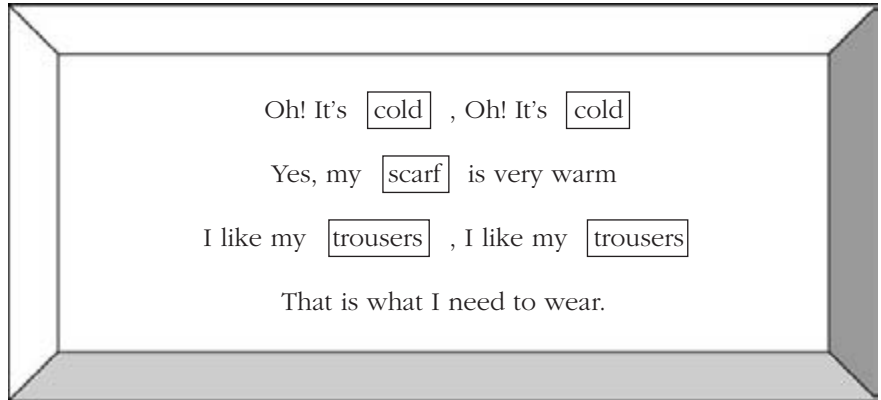 Oh! It's cold , Oh! It's cold
Yes, my scarf is very warm
I like my trousers , I like my trousers
That is what I need to wear.